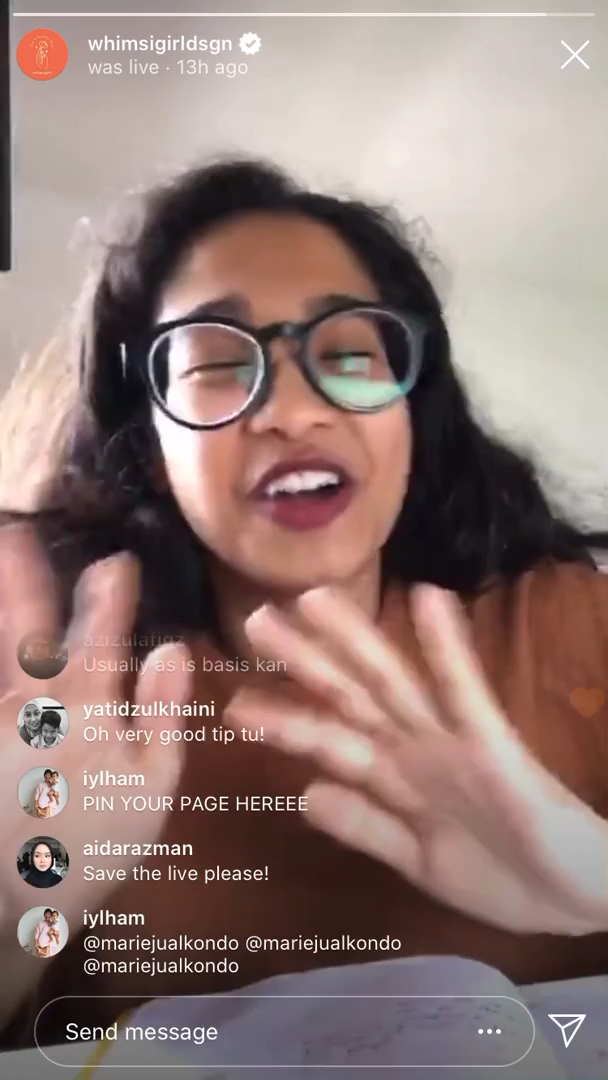 whimsigirldsgn
was live · 13h ago
azizulafiqz
Usually as is basis kan
yatidzulkhaini
Oh very good tip tu!
iylham
PIN YOUR PAGE HEREEE
aidarazman
Save the live please!
iylham
@mariejualkondo @mariejualkondo
@mariejualkondo
Send message